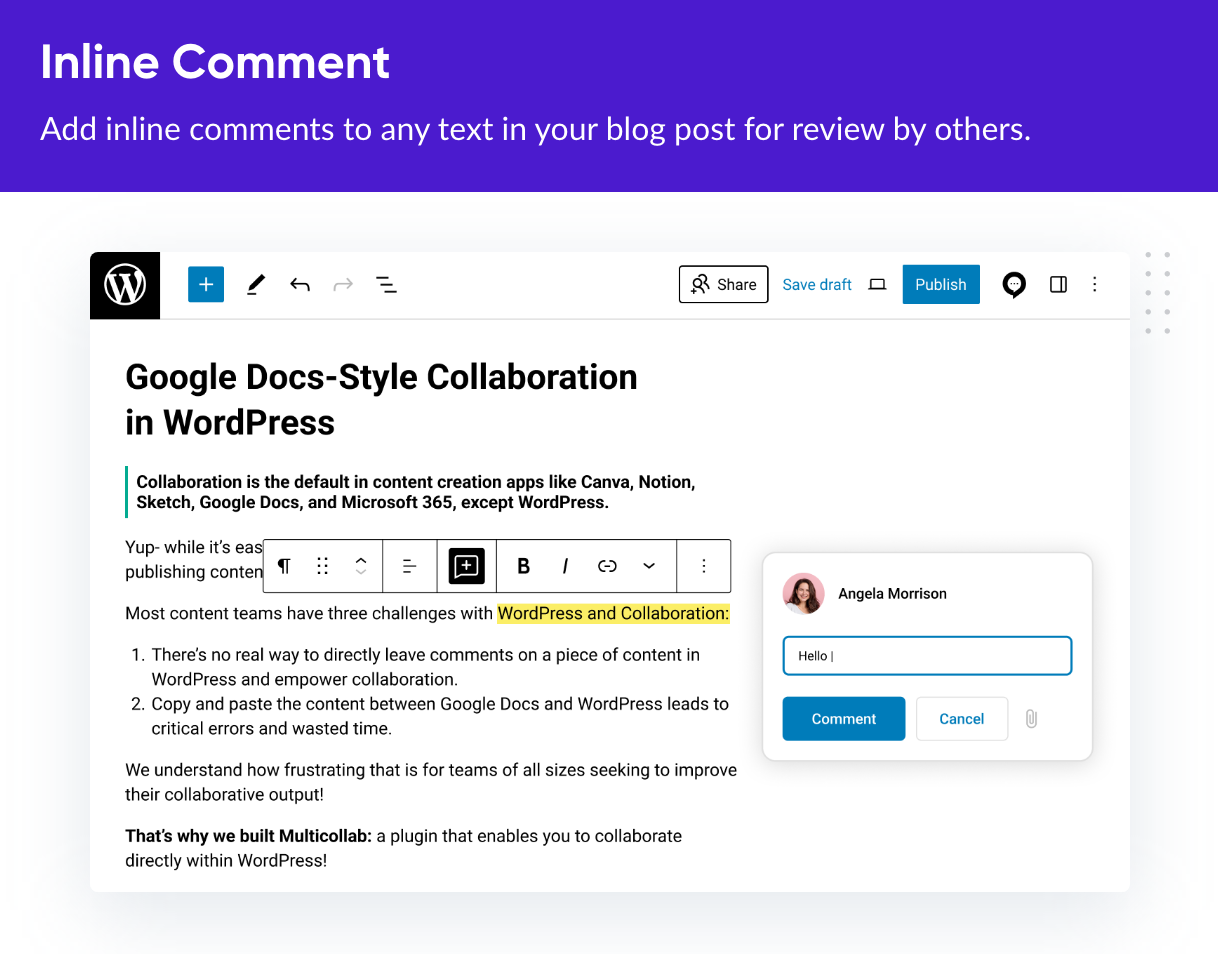 Inline Comment
Add inline comments to any text in your blog post for review by others.
Share
Save draft
Publish
Google Docs-Style Collaboration
in WordPress
Collaboration is the default in content creation apps like Canva, Notion,
Sketch, Google Docs, and Microsoft 365, except WordPress.
Yup- while it’s eas
publishing conten
B I
Most content teams have three challenges with WordPress and Collaboration:
1. There’s no real way to directly leave comments on a piece of content in
WordPress and empower collaboration.
2. Copy and paste the content between Google Docs and WordPress leads to
critical errors and wasted time.
We understand how frustrating that is for teams of all sizes seeking to improve
their collaborative output!
That’s why we built Multicollab: a plugin that enables you to collaborate
directly within WordPress!
Angela Morrison
Hello |
Comment
Cancel